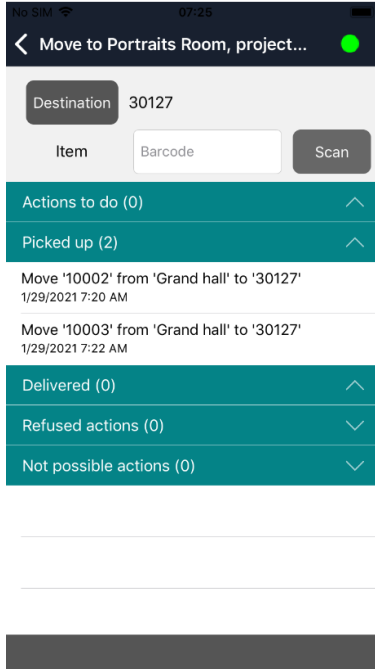 No SIM 07:25
Move to Portraits Room, project...
Destination 30127
Item Barcode Scan
Actions to do (0)
Picked up (2)
Move '10002' from 'Grand hall' to '30127'
1/29/2021 7:20 AM
Move '10003' from 'Grand hall' to '30127'
1/29/2021 7:22 AM
Delivered (0)
Refused actions (0)
Not possible actions (0)